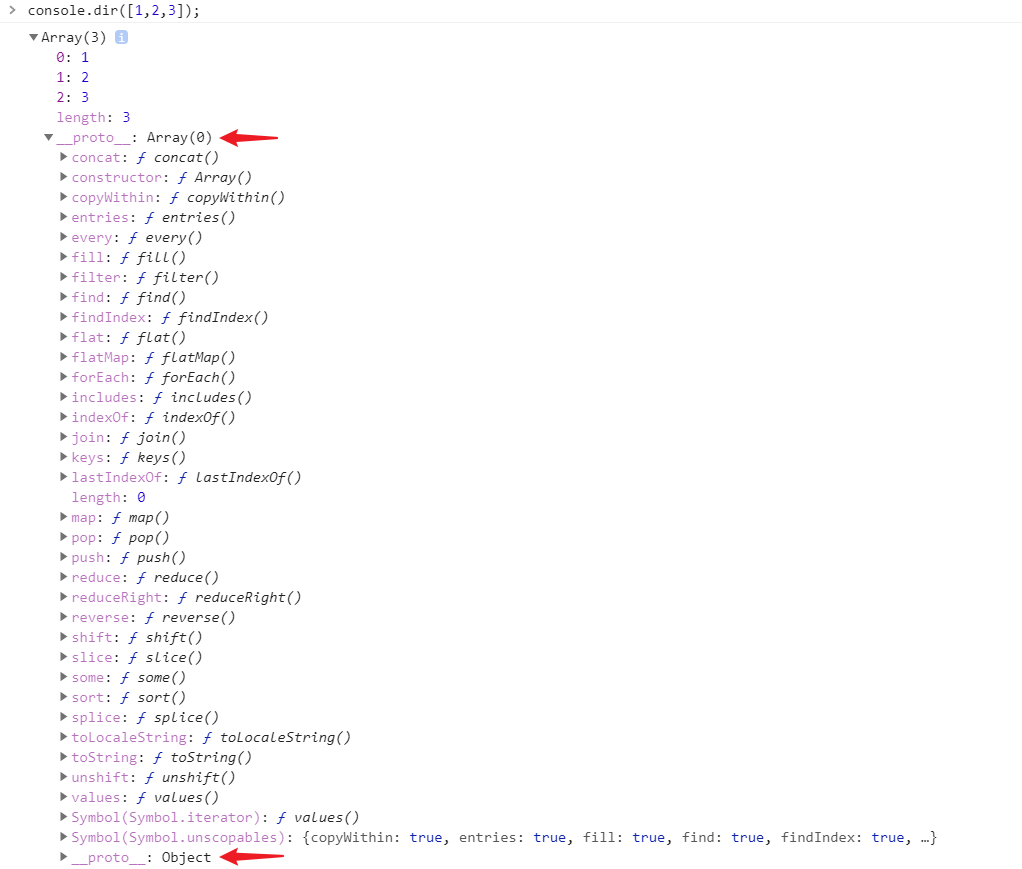 > console.dir([1,2,3]);
▼Array(3) i
0: 1
1: 2
2: 3
length: 3
▼__proto__: Array(0)
▶concat: ƒ concat()
▶constructor: ƒ Array()
▶copyWithin: ƒ copyWithin()
▶entries: ƒ entries()
▶every: ƒ every()
▶fill: ƒ fill()
▶filter: ƒ filter()
▶find: ƒ find()
▶findIndex: ƒ findIndex()
▶flat: ƒ flat()
▶flatMap: ƒ flatMap()
▶forEach: ƒ forEach()
▶includes: ƒ includes()
▶indexOf: ƒ indexOf()
▶join: ƒ join()
▶keys: ƒ keys()
▶lastIndexOf: ƒ lastIndexOf()
length: 0
▶map: ƒ map()
▶pop: ƒ pop()
▶push: ƒ push()
▶reduce: ƒ reduce()
▶reduceRight: ƒ reduceRight()
▶reverse: ƒ reverse()
▶shift: ƒ shift()
▶slice: ƒ slice()
▶some: ƒ some()
▶sort: ƒ sort()
▶splice: ƒ splice()
▶toLocaleString: ƒ toLocaleString()
▶toString: ƒ toString()
▶unshift: ƒ unshift()
▶values: ƒ values()
▶Symbol(Symbol.iterator): ƒ values()
▶Symbol(Symbol.unscopables): {copyWithin: true, entries: true, fill: true, find: true, findIndex: true, …}
▶__proto__: Object